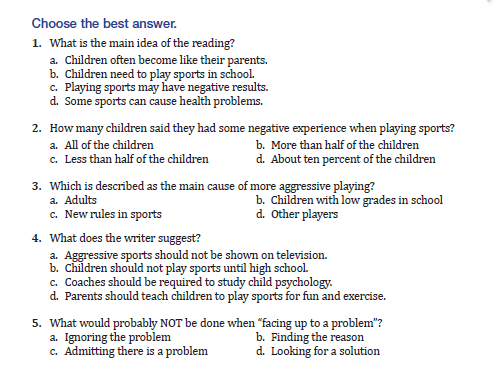 Choose the best answer.
1. What is the main idea of the reading?
a. Children often become like their parents.
b. Children need to play sports in school.
c. Playing sports may have negative results.
d. Some sports can cause health problems.
2. How many children said they had some negative experience when playing sports?
a. All of the children b. More than half of the children
c. Less than half of the children d. About ten percent of the children
3. Which is described as the main cause of more aggressive playing?
a. Adults b. Children with low grades in school
c. New rules in sports d. Other players
4. What does the writer suggest?
a. Aggressive sports should not be shown on television.
b. Children should not play sports until high school.
c. Coaches should be required to study child psychology.
d. Parents should teach children to play sports for fun and exercise.
5. What would probably NOT be done when “facing up to a problem”?
a. Ignoring the problem b. Finding the reason
c. Admitting there is a problem d. Looking for a solution